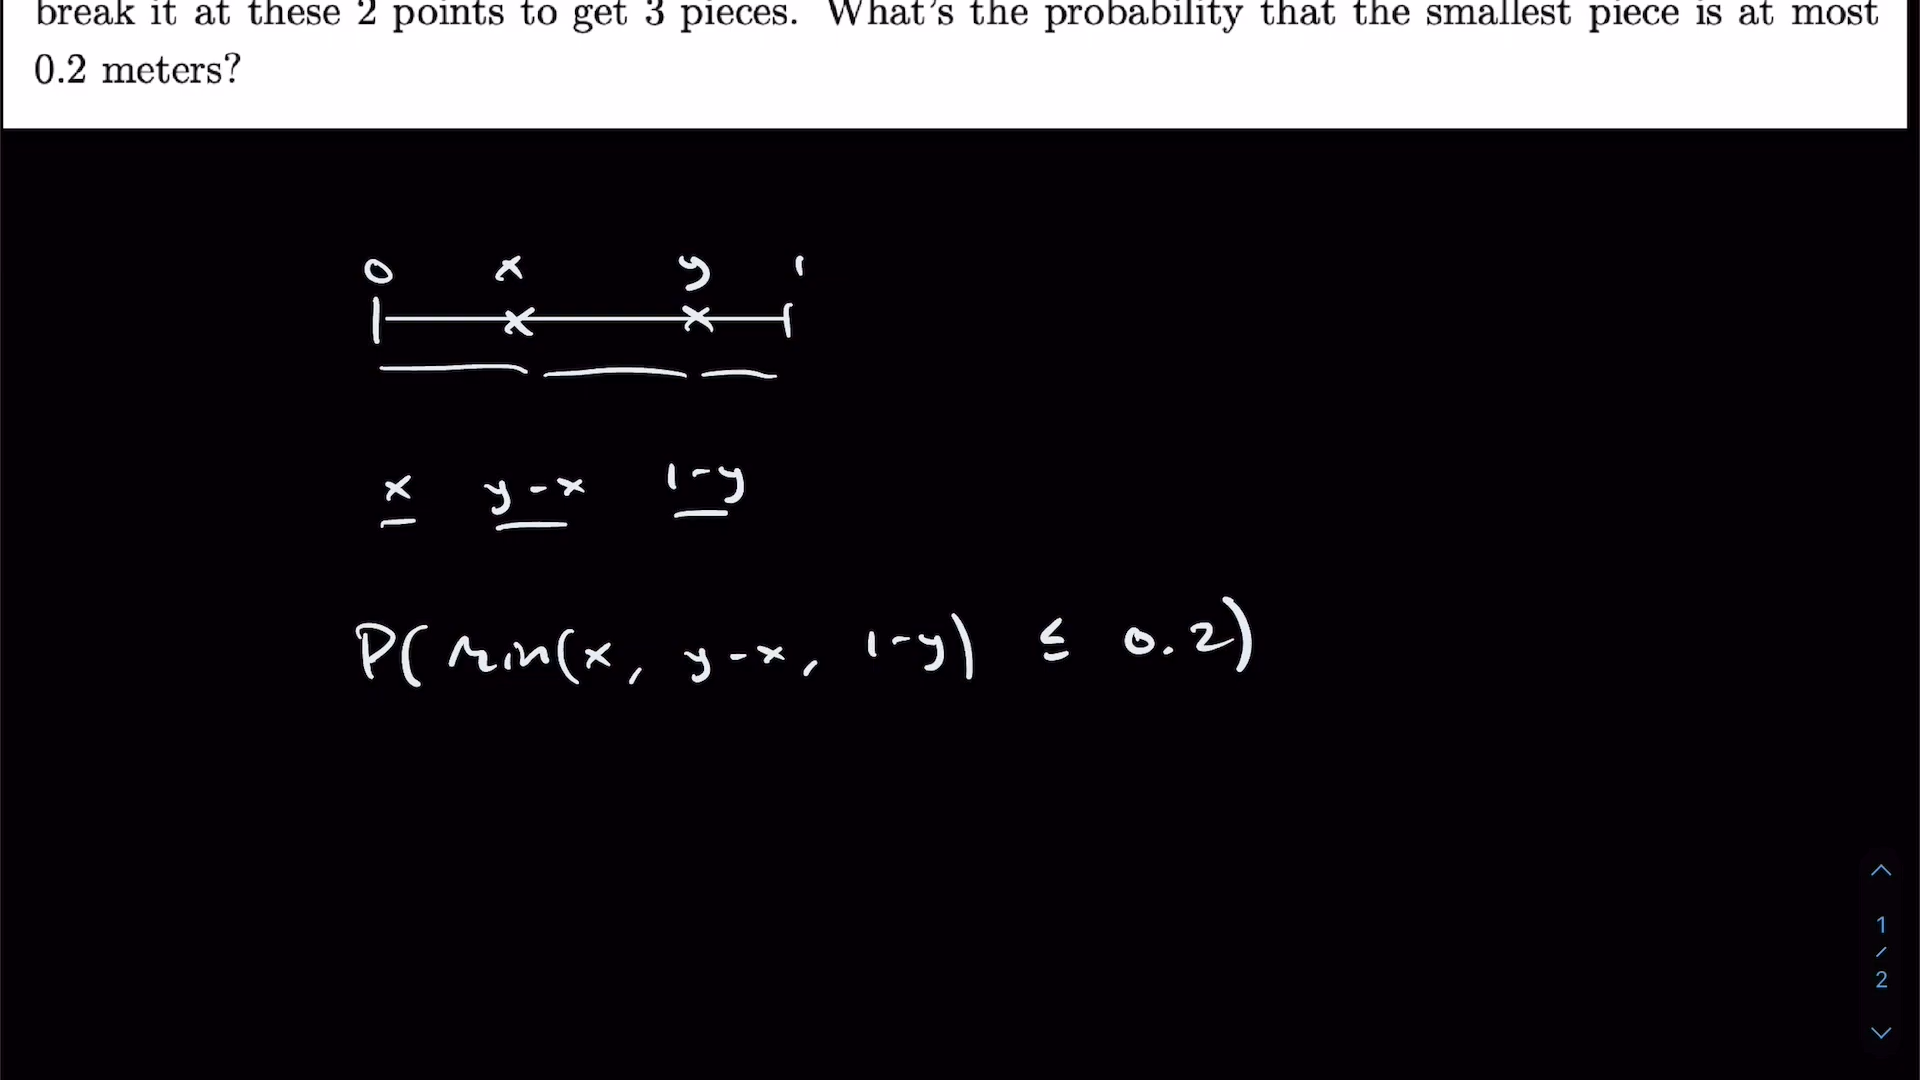 break it at these 2 points to get 3 pieces. What's the probability that the smallest piece is at most
0.2 meters?
0 x y 1
x y-x 1-y
P(min(x, y-x, 1-y) ≤ 0.2)
1
/
2